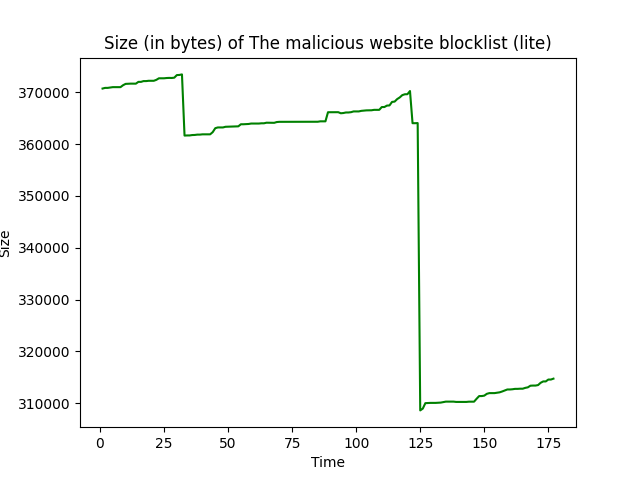 Size (in bytes) of The malicious website blocklist (lite)
370000
360000
350000
340000
330000
320000
310000
Size
0 25 50 75 100 125 150 175
Time